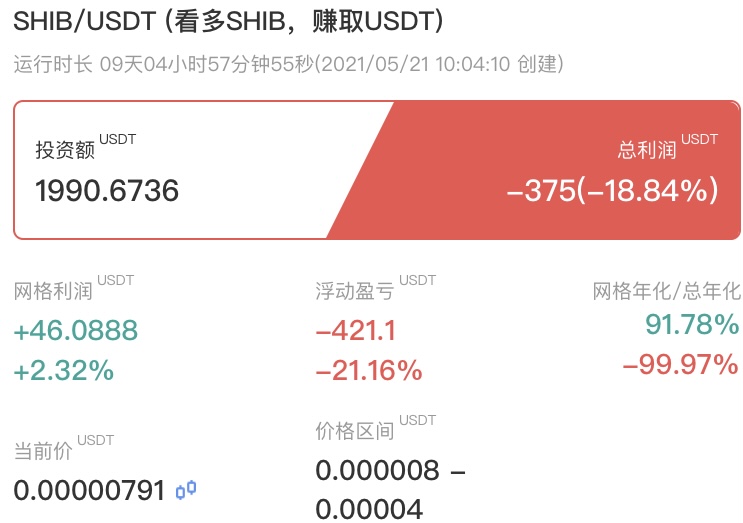 SHIB/USDT (看多SHIB，赚取USDT)
运行时长 09天04小时57分钟55秒(2021/05/21 10:04:10 创建)
投资额 USDT
总利润 USDT
1990.6736
−375(−18.84%)
网格利润 USDT
浮动盈亏 USDT
网格年化/总年化
+46.0888
−421.1
91.78%
+2.32%
−21.16%
−99.97%
当前价 USDT
价格区间 USDT
0.00000791
0.000008 −
0.00004